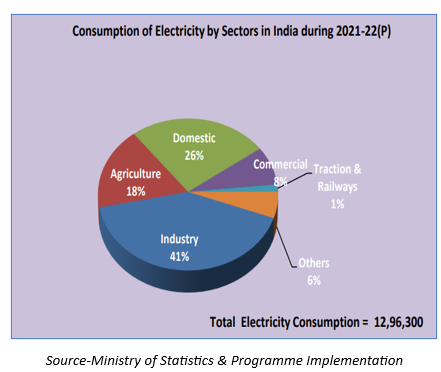 Consumption of Electricity by Sectors in India during 2021-22(P)
Domestic
26%
Commercial
8%
Traction &
Railways
1%
Agriculture
18%
Industry
41%
Others
6%
Total Electricity Consumption = 12,96,300
Source-Ministry of Statistics & Programme Implementation